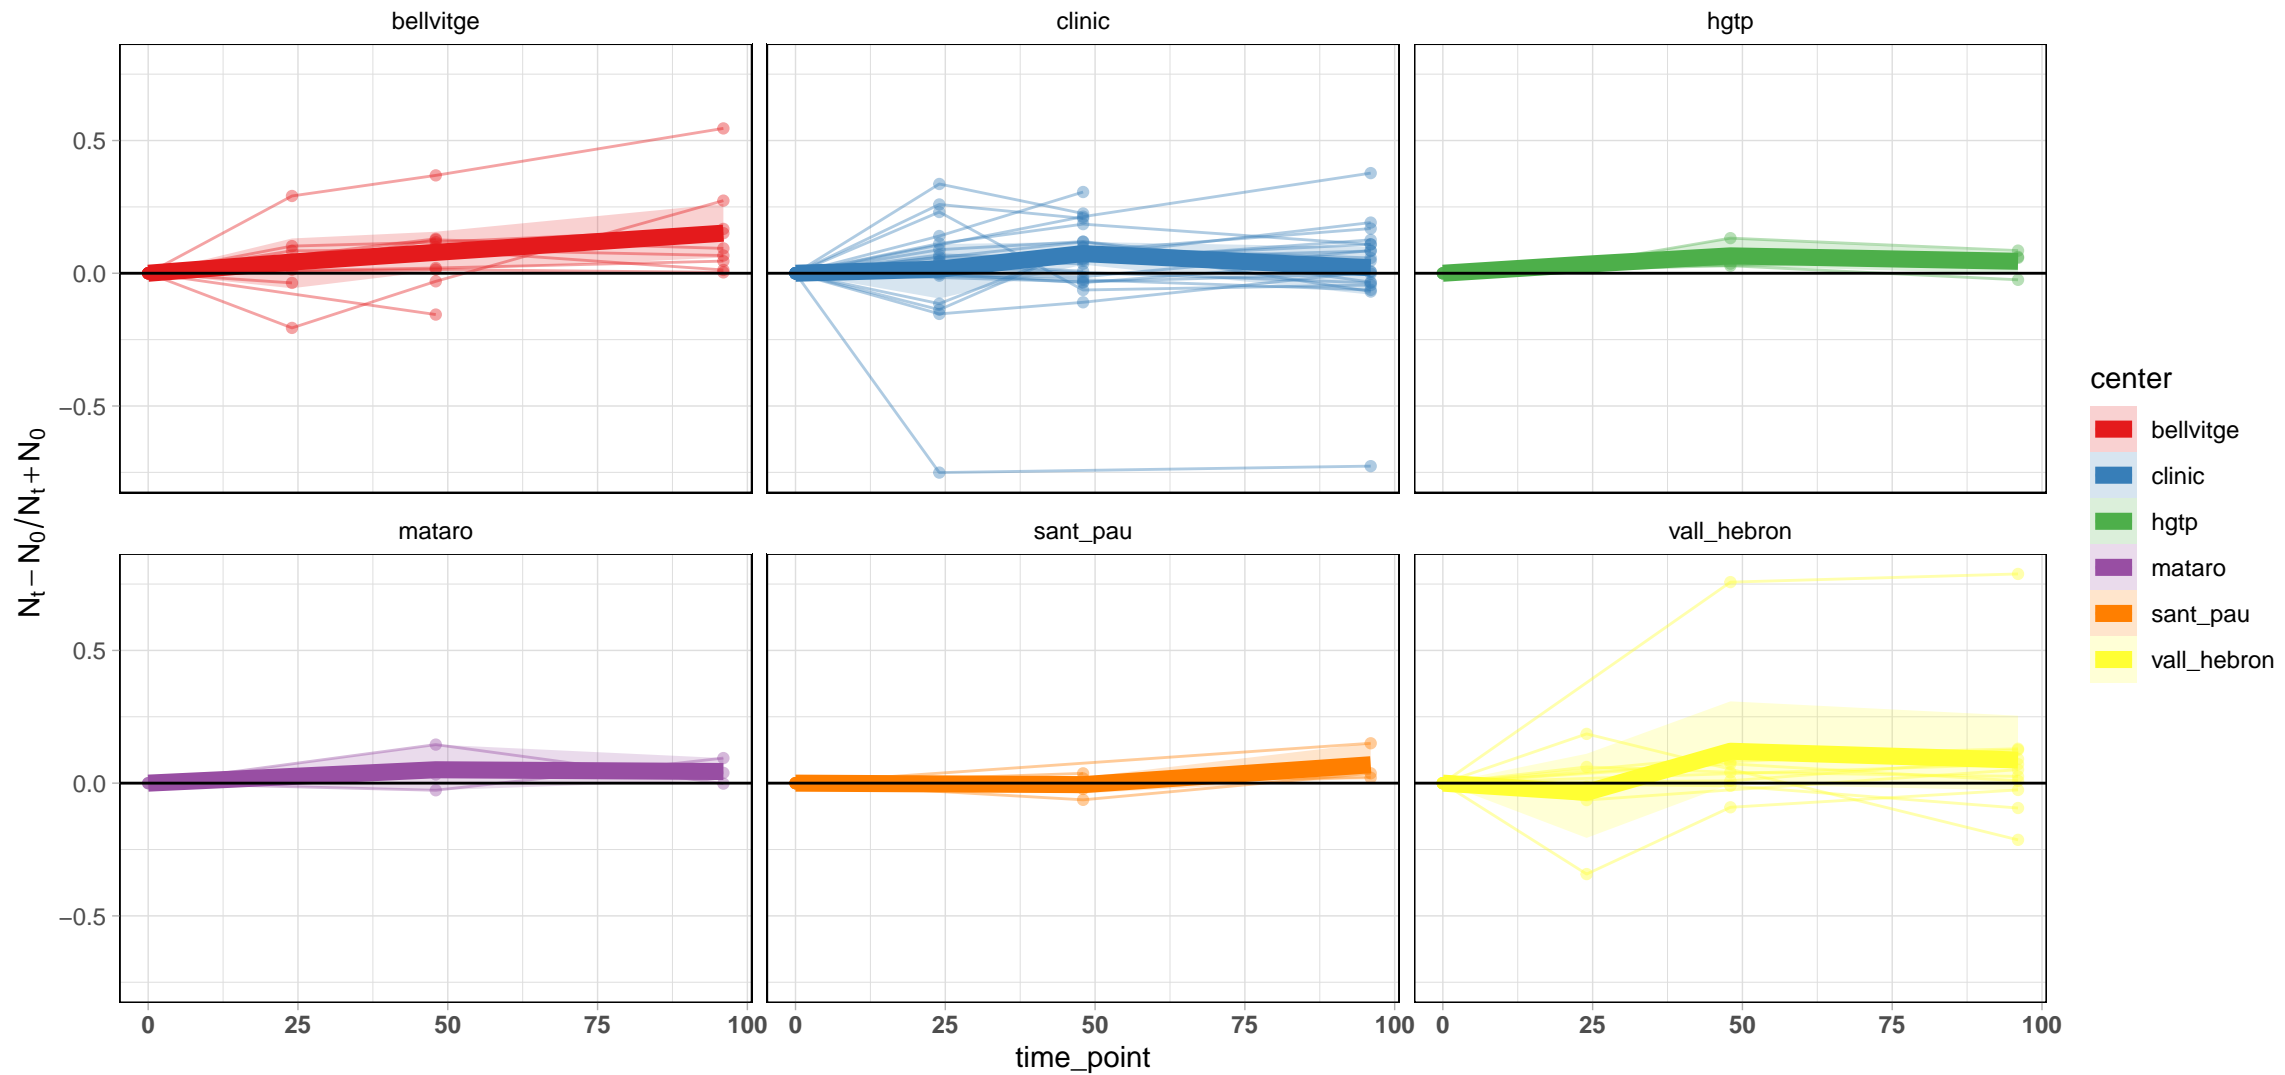 bellvitge clinic hgtp
0.5
0.0
−0.5
mataro sant_pau vall_hebron
0.5
0.0
−0.5
0 25 50 75 100 0 25 50 75 100 0 25 50 75 100
time_point
Nt − N0/Nt + N0
center
bellvitge
clinic
hgtp
mataro
sant_pau
vall_hebron